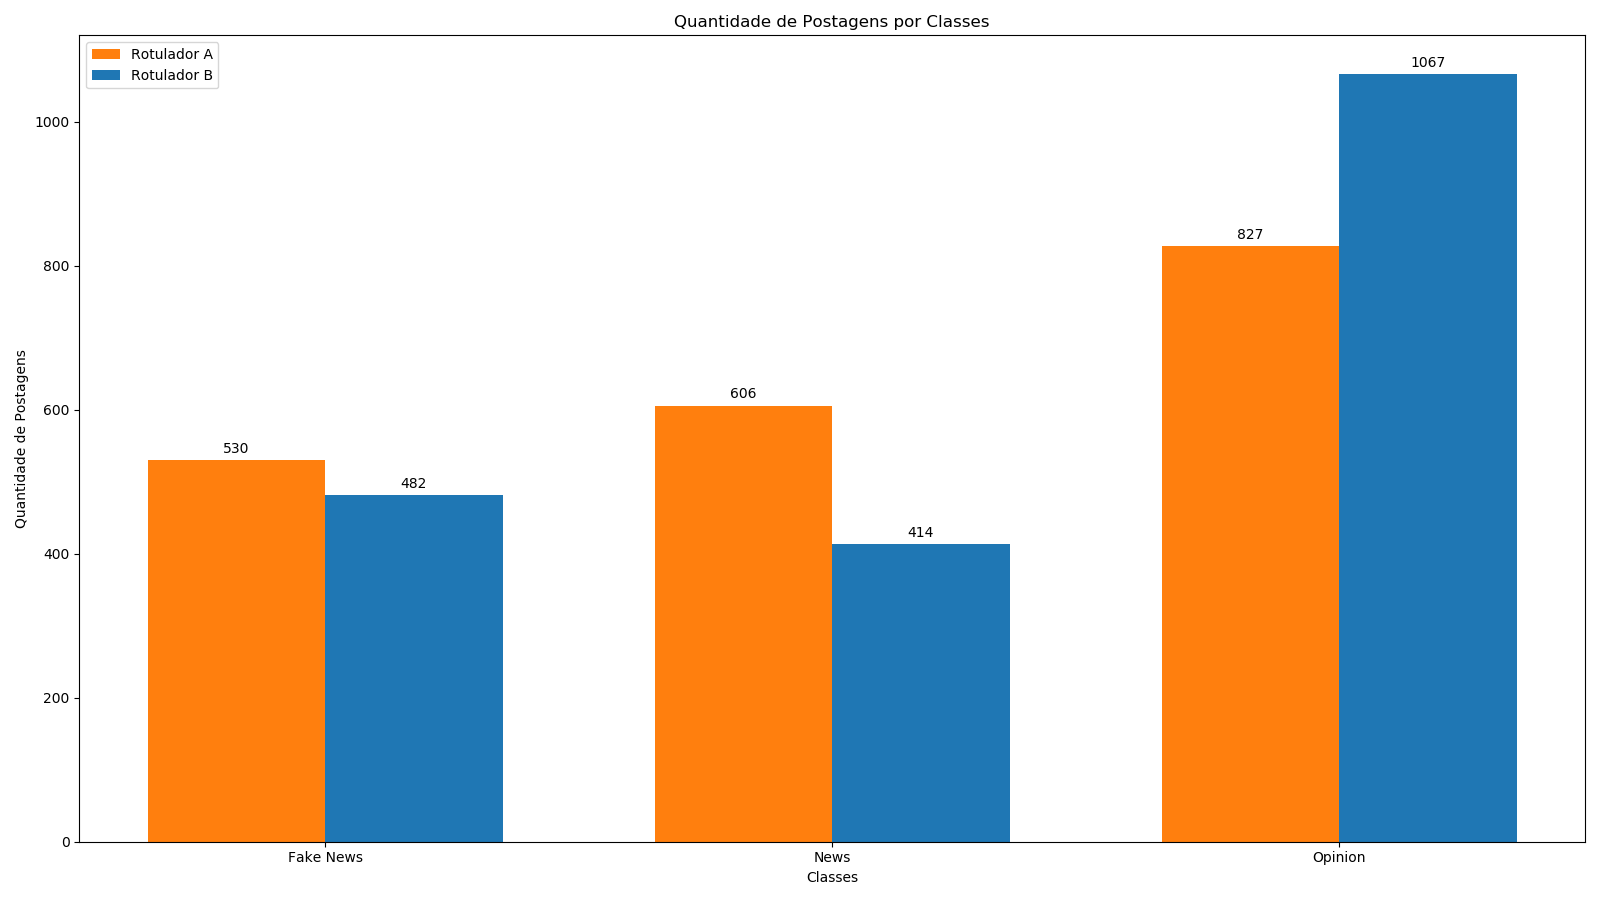 Quantidade de Postagens por Classes
Rotulador A
Rotulador B
Quantidade de Postagens
1000
800
600
400
200
0
530
482
606
414
827
1067
Fake News
News
Opinion
Classes